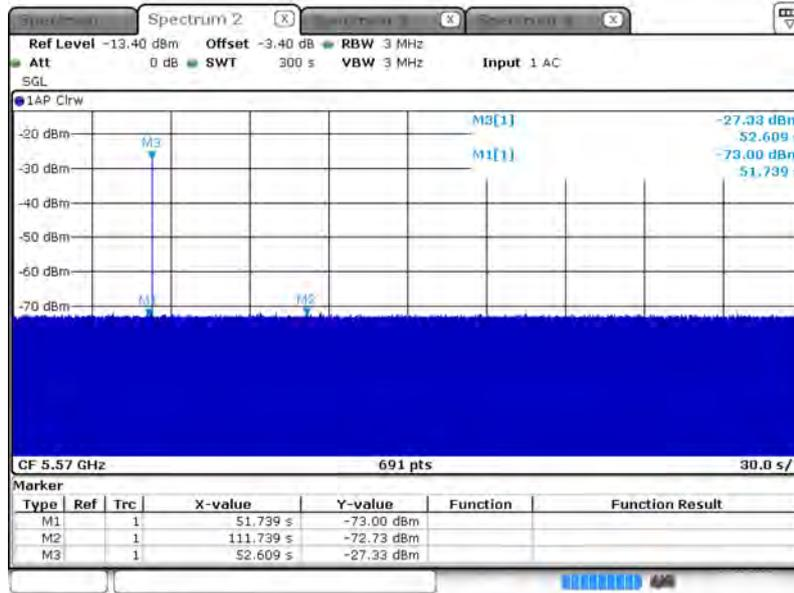 Spectrum 2 X X X
Ref Level -13.40 dBm Offset -3.40 dB RBW 3 MHz
Att 0 dB SWT 300 s VBW 3 MHz Input 1 AC
SGL
1AP Clrw
M3[1] -27.33 dBm
52.609 s
M1[1] -73.00 dBm
51.739 s
-20 dBm
M3
-30 dBm
-40 dBm
-50 dBm
-60 dBm
-70 dBm
M1 M2
CF 5.57 GHz 691 pts 30.0 s/
Marker
Type Ref Trc X-value Y-value Function Function Result
M1 1 51.739 s -73.00 dBm
M2 1 111.739 s -72.73 dBm
M3 1 52.609 s -27.33 dBm